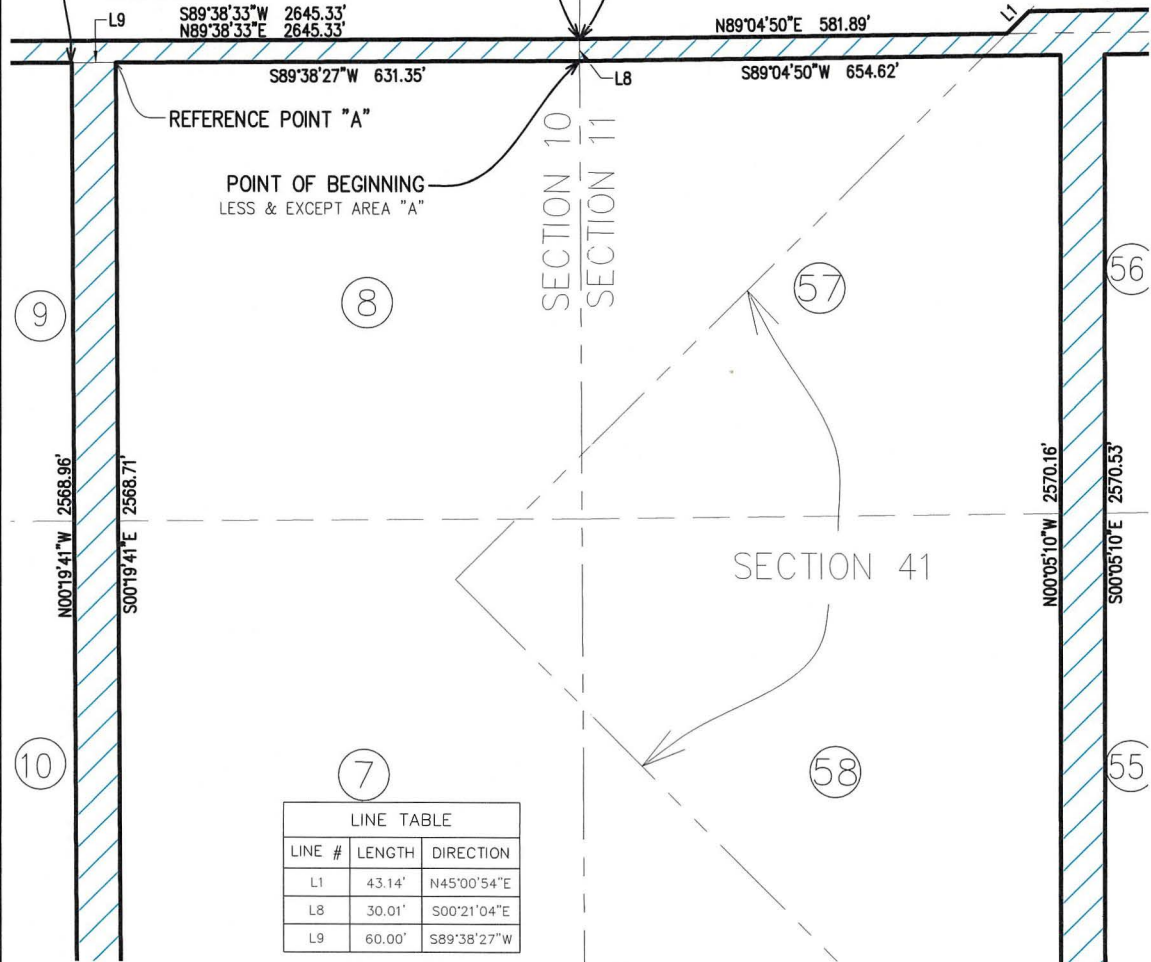 S89°38'33"W 2645.33'
N89°38'33"E 2645.33'
L9
N89°04'50"E 581.89'
L1
S89°38'27"W 631.35'
L8
S89°04'50"W 654.62'
REFERENCE POINT "A"
POINT OF BEGINNING
LESS & EXCEPT AREA "A"
SECTION 10
SECTION 11
9
8
57
56
N00°19'41"W 2568.96'
S00°19'41"E 2568.71'
SECTION 41
N00°05'10"W 2570.16'
S00°05'10"E 2570.53'
10
7
58
55
LINE TABLE
LINE # LENGTH DIRECTION
L1 43.14' N45°00'54"E
L8 30.01' S00°21'04"E
L9 60.00' S89°38'27"W